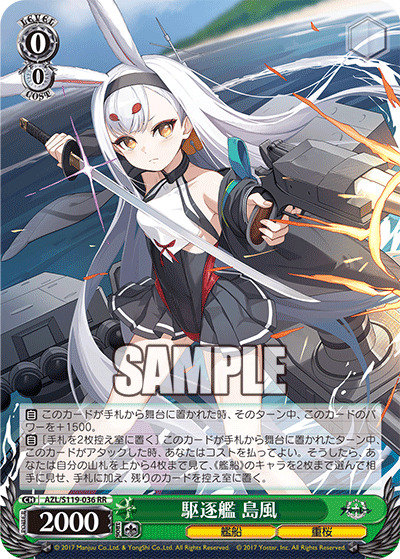 LEVEL
0
0
COST
SAMPLE
自 このカードが手札から舞台に置かれた時、そのターン中、このカードのパ
ワーを+1500。
自 [手札を2枚控え室に置く] このカードが手札から舞台に置かれたターン中、
このカードがアタックした時、あなたはコストを払ってよい。そうしたら、あ
なたは自分の山札を上から4枚まで見て、《艦船》のキャラを2枚まで選んで相
手に見せ、手札に加え、残りのカードを控え室に置く。
CH AZL/S119-036 RR
2000
駆逐艦 島風
艦船 重桜
© 2017 Manjuu Co.,Ltd. & YongShi Co.,Ltd. All Rights Reserved. © 2017 Yostar, Inc. All Rights Reserved.